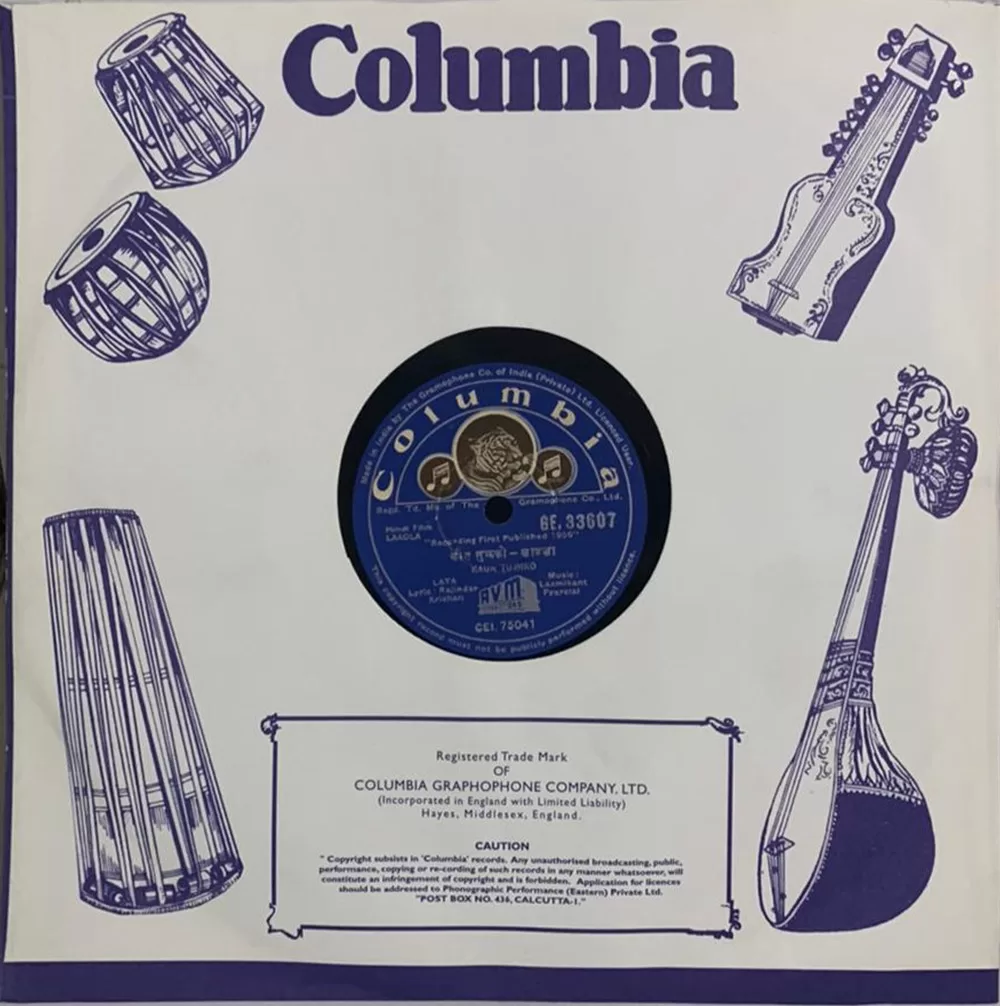 Columbia
Made in India by The Gramophone Co. of India (Private) Ltd. Licensed User.
Columbia
Regd. Td. Mk of The Gramophone Co., Ltd.
GE. 33607
Hindi Film
LAADLA
"Recording First Published 1966"
KAUN TUJHKO
LATA
Lyric: Rajinder
Krishan
Music:
Laxmikant
Pyarelal
AVM
CEI. 75041
This copyright record must not be publicly performed without licence.
Registered Trade Mark
OF
COLUMBIA GRAPHOPHONE COMPANY, LTD.
(Incorporated in England with Limited Liability)
Hayes, Middlesex, England.
CAUTION
" Copyright subsists in 'Columbia' records. Any unauthorised broadcasting, public,
performance, copying or re-cording of such records in any manner whatsoever, will
constitute an infringement of copyright and is forbidden. Application for licences
should be addressed to Phonographic Performance (Eastern) Private Ltd.
"POST BOX NO. 436, CALCUTTA-1."